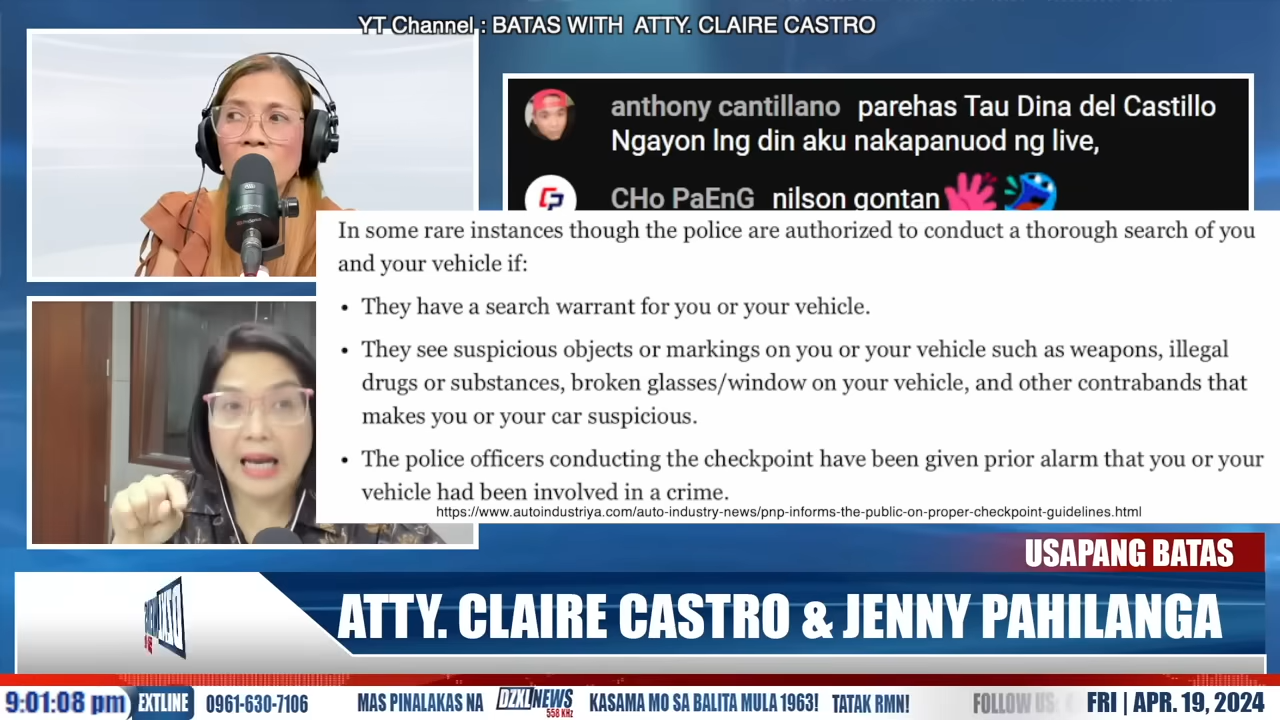 YT Channel : BATAS WITH ATTY. CLAIRE CASTRO
anthony cantillano parehas Tau Dina del Castillo
Ngayon lng din aku nakapanuod ng live,
CHo PaEnG nilson gontan
In some rare instances though the police are authorized to conduct a thorough search of you
and your vehicle if:
• They have a search warrant for you or your vehicle.
• They see suspicious objects or markings on you or your vehicle such as weapons, illegal
drugs or substances, broken glasses/window on your vehicle, and other contrabands that
makes you or your car suspicious.
• The police officers conducting the checkpoint have been given prior alarm that you or your
vehicle had been involved in a crime.
https://www.autoindustriya.com/auto-industry-news/pnp-informs-the-public-on-proper-checkpoint-guidelines.html
USAPANG BATAS
ATTY. CLAIRE CASTRO & JENNY PAHILANGA
9:01:08 pm EXTLINE 0961-630-7106 MAS PINALAKAS NA DZXL NEWS 558 KHz KASAMA MO SA BALITA MULA 1963! TATAK RMN! FOLLOW US: FRI | APR. 19, 2024